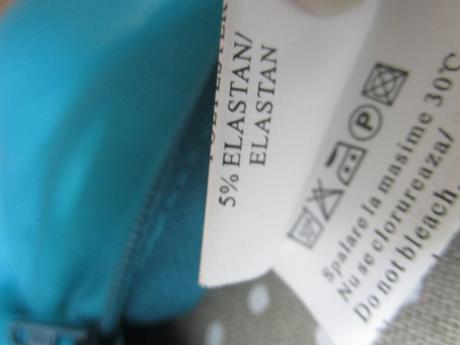 5% ELASTAN/
ELASTAN
P
Spalare la masime 30°C
Nu se clorureaza/
Do not bleach.